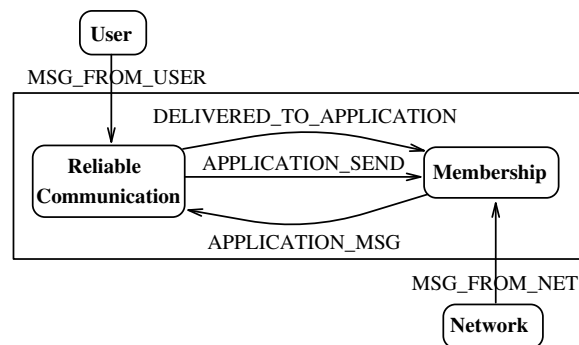 User
MSG_FROM_USER
DELIVERED_TO_APPLICATION
Reliable
Communication
APPLICATION_SEND
Membership
APPLICATION_MSG
MSG_FROM_NET
Network